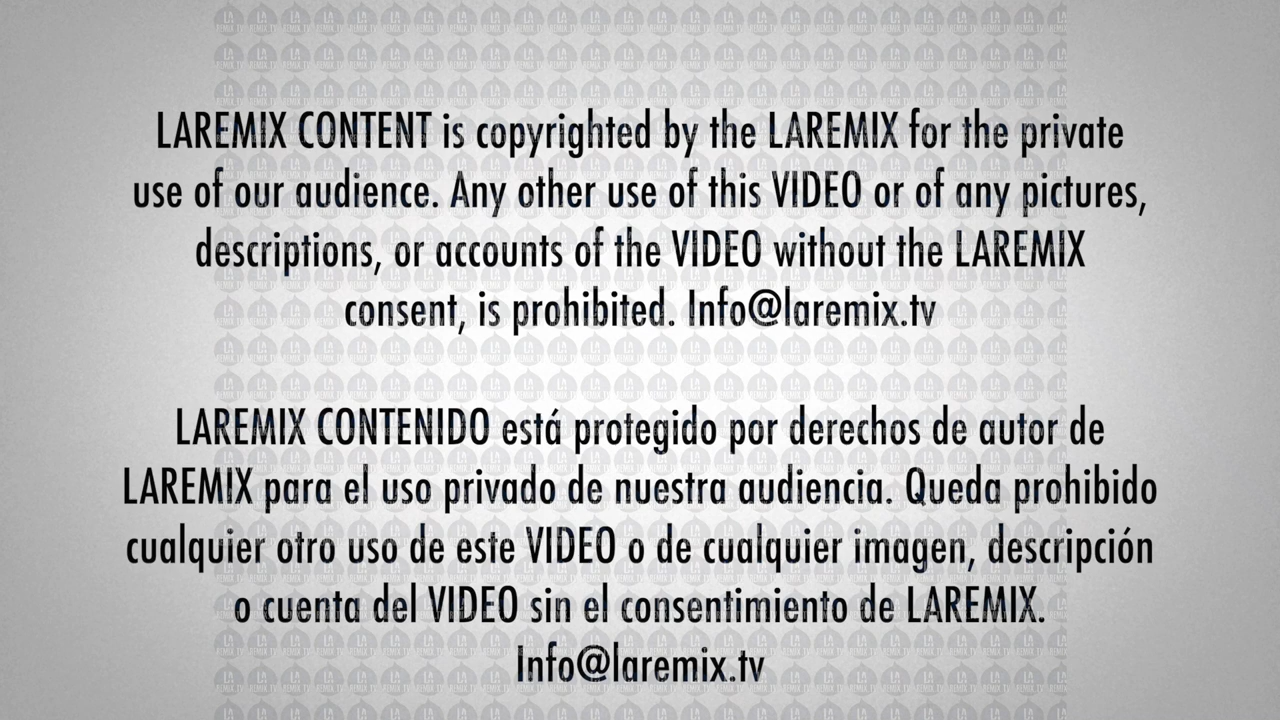 LAREMIX CONTENT is copyrighted by the LAREMIX for the private
use of our audience. Any other use of this VIDEO or of any pictures,
descriptions, or accounts of the VIDEO without the LAREMIX
consent, is prohibited. Info@laremix.tv
LAREMIX CONTENIDO está protegido por derechos de autor de
LAREMIX para el uso privado de nuestra audiencia. Queda prohibido
cualquier otro uso de este VIDEO o de cualquier imagen, descripción
o cuenta del VIDEO sin el consentimiento de LAREMIX.
Info@laremix.tv